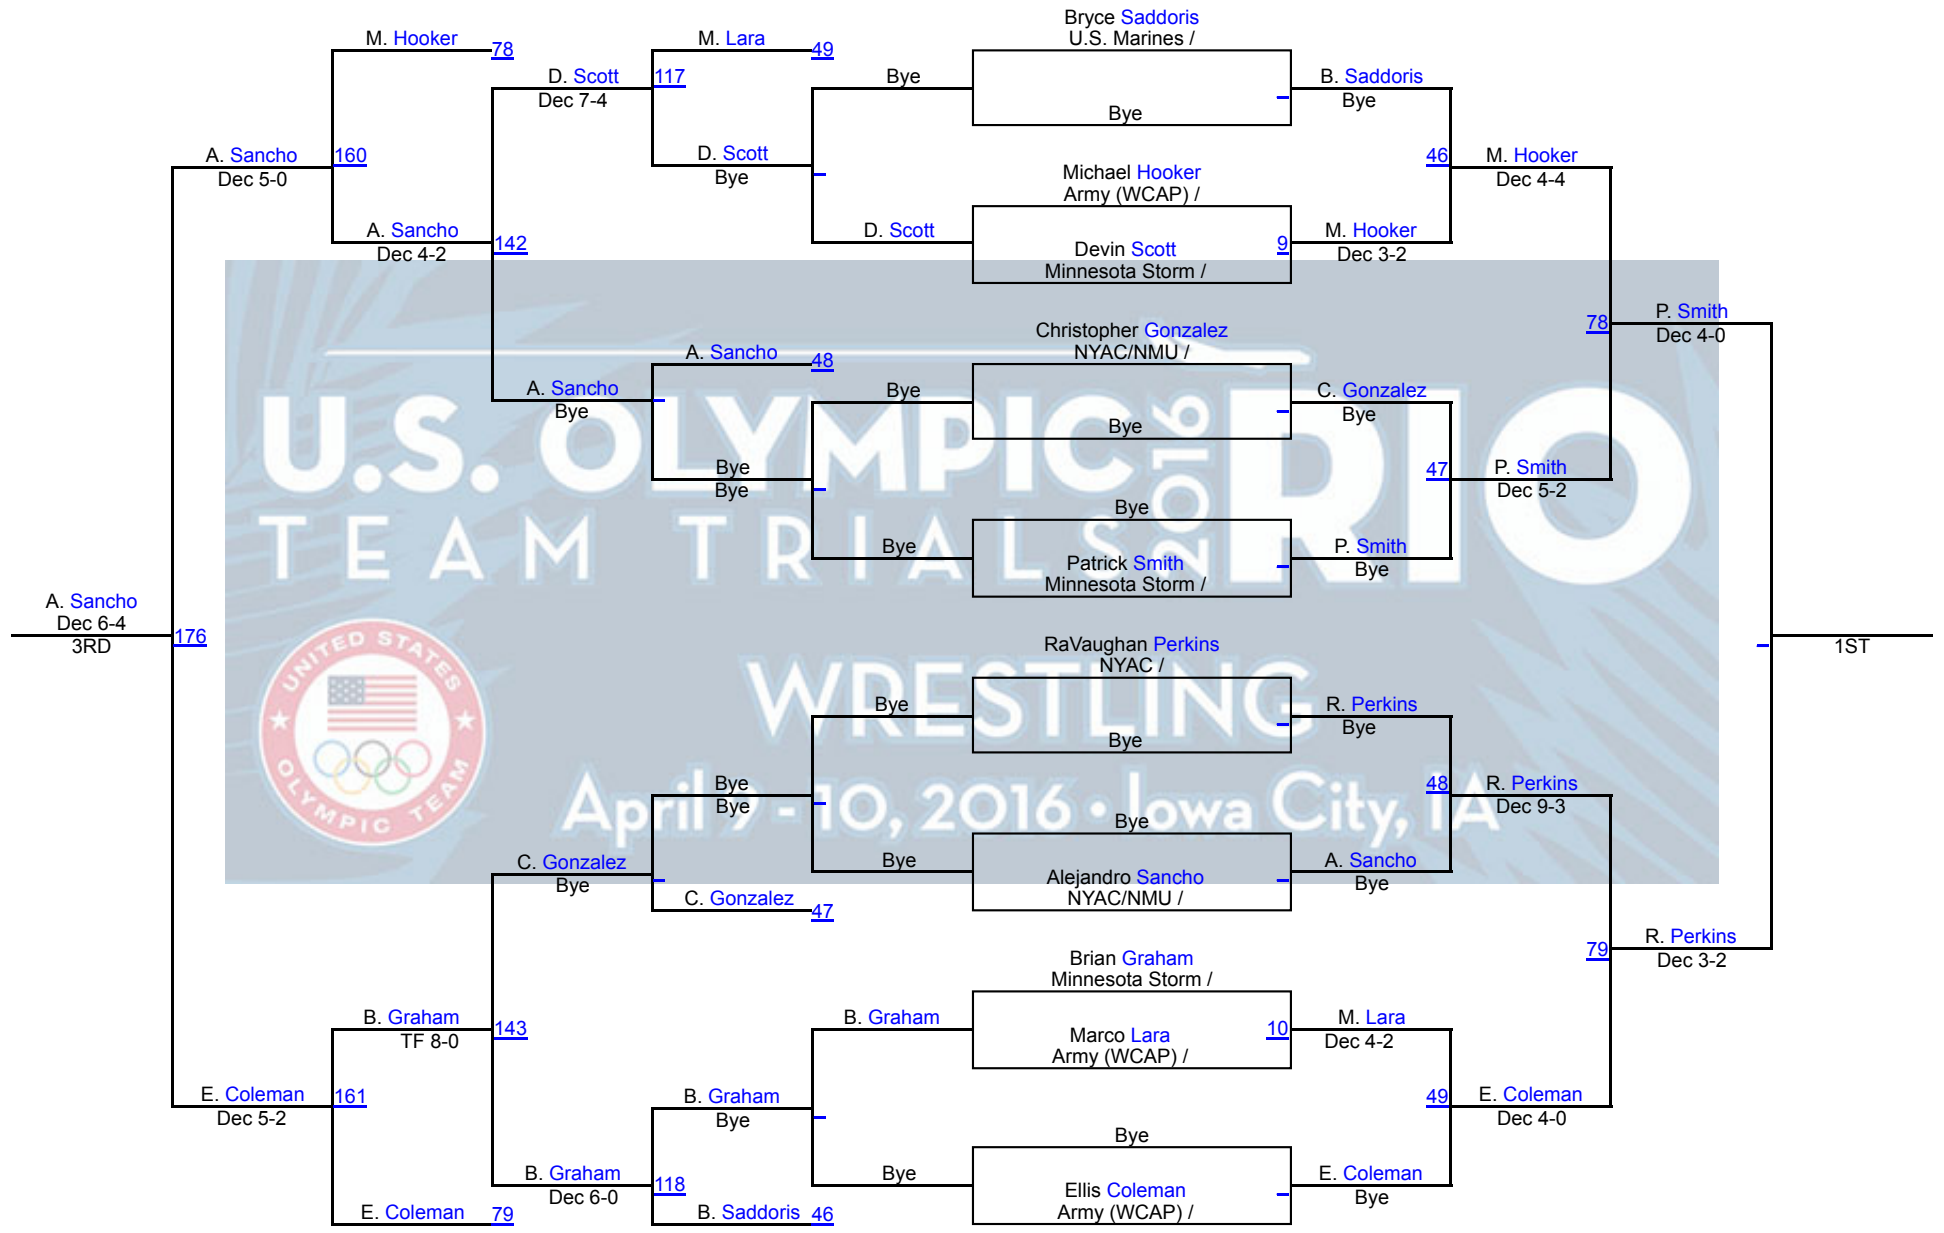 Bryce Saddoris
U.S. Marines /
M. Hooker 78
M. Lara 49
D. Scott 117
Dec 7-4
Bye
B. Saddoris
Bye
Bye
A. Sancho 160
Dec 5-0
D. Scott
Bye
46 M. Hooker
Dec 4-4
Michael Hooker
Army (WCAP) /
A. Sancho 142
Dec 4-2
D. Scott
Devin Scott 9
Minnesota Storm /
M. Hooker
Dec 3-2
78 P. Smith
Dec 4-0
Christopher Gonzalez
NYAC/NMU /
A. Sancho 48
A. Sancho
Bye
Bye
Bye
C. Gonzalez
Bye
Bye
Bye
47 P. Smith
Dec 5-2
Bye
Bye
Patrick Smith
Minnesota Storm /
P. Smith
Bye
U.S. OLYMPIC 2016 RIO
TEAM TRIALS
A. Sancho
Dec 6-4
3RD
176
1ST
UNITED STATES
OLYMPIC TEAM
WRESTLING
April 9-10, 2016 • Iowa City, IA
RaVaughan Perkins
NYAC /
Bye
Bye
R. Perkins
Bye
Bye
Bye
48 R. Perkins
Dec 9-3
Bye
Bye
Alejandro Sancho
NYAC/NMU /
A. Sancho
Bye
C. Gonzalez
Bye
C. Gonzalez 47
79 R. Perkins
Dec 3-2
Brian Graham
Minnesota Storm /
B. Graham 143
TF 8-0
B. Graham
Marco Lara 10
Army (WCAP) /
M. Lara
Dec 4-2
E. Coleman 161
Dec 5-2
B. Graham
Bye
49 E. Coleman
Dec 4-0
Bye
B. Graham 118
Dec 6-0
Bye
Ellis Coleman
Army (WCAP) /
E. Coleman
Bye
E. Coleman 79
B. Saddoris 46